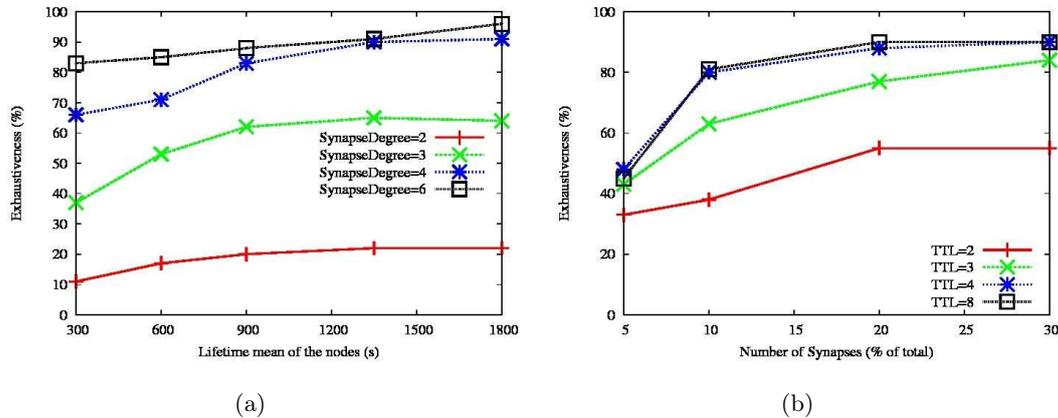 100
90
80
70
60
50
40
30
20
10
0
Exhaustiveness (%)
300 600 900 1200 1500 1800
Lifetime mean of the nodes (s)
SynapseDegree=2
SynapseDegree=3
SynapseDegree=4
SynapseDegree=6
(a)
100
80
60
40
20
0
Exhaustiveness (%)
5 10 15 20 25 30
Number of Synapses (% of total)
TTL=2
TTL=3
TTL=4
TTL=8
(b)